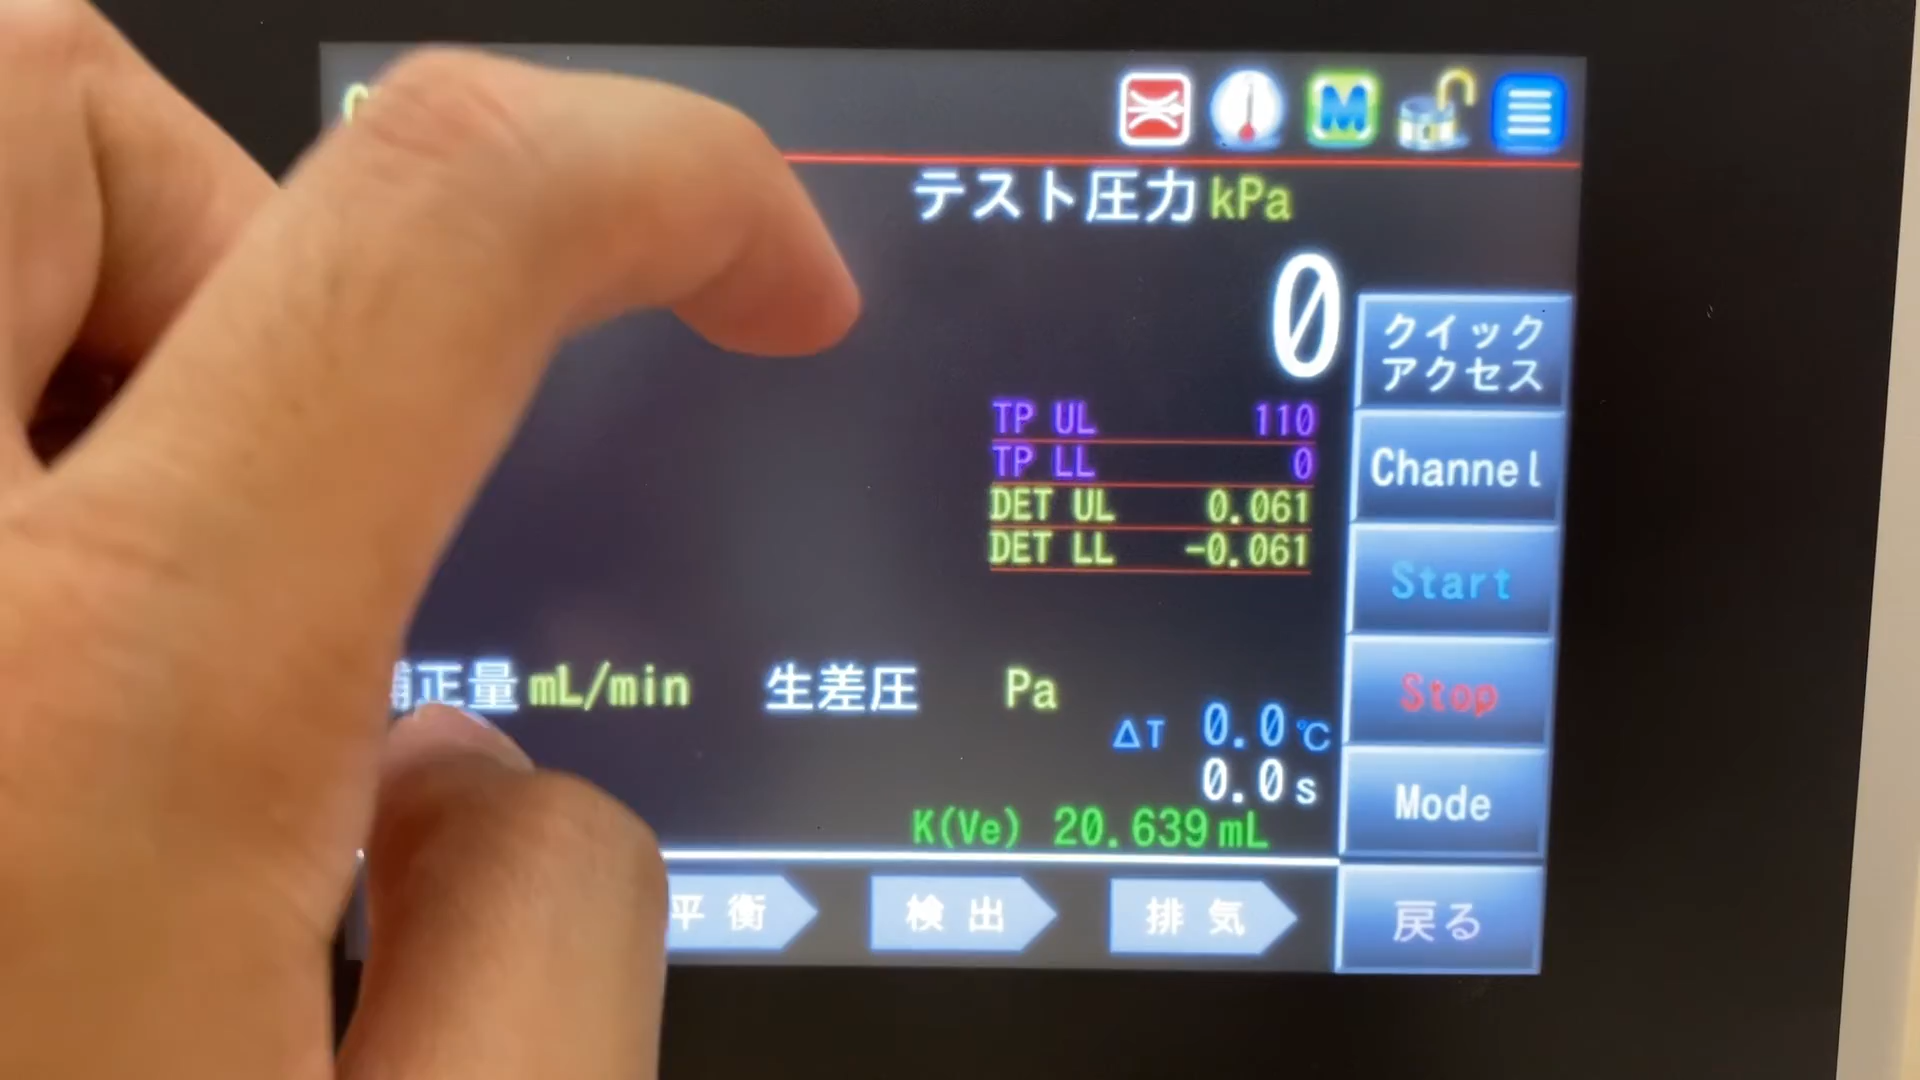 M
テスト圧力 kPa
0
クイック
アクセス
TP UL 110
TP LL 0
Channel
DET UL 0.061
DET LL -0.061
Start
正量 mL/min 生差圧 Pa
Stop
ΔT 0.0 ℃
0.0 s
Mode
K(Ve) 20.639 mL
平衡 検出 排気
戻る